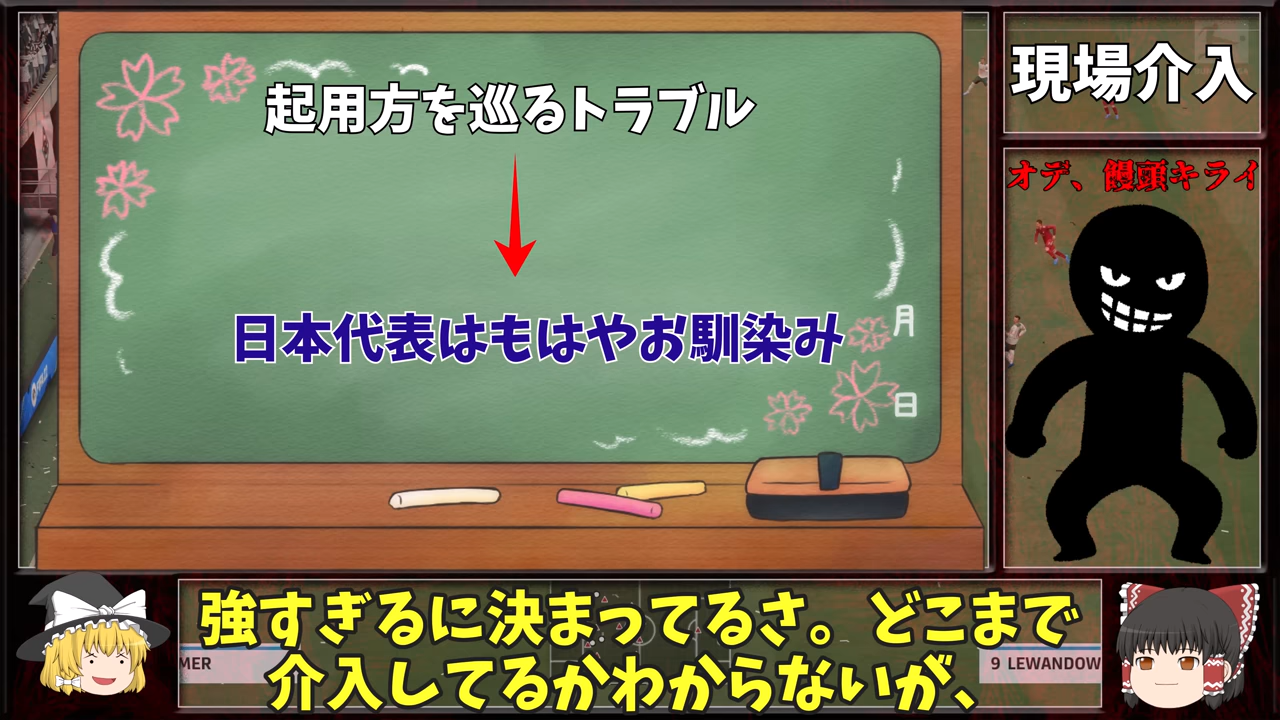 起用方を巡るトラブル
日本代表はもはやお馴染み
月
日
現場介入
オデ、饅頭キライ
強すぎるに決まってるさ。どこまで
介入してるかわからないが、
MER
9 LEWANDOW